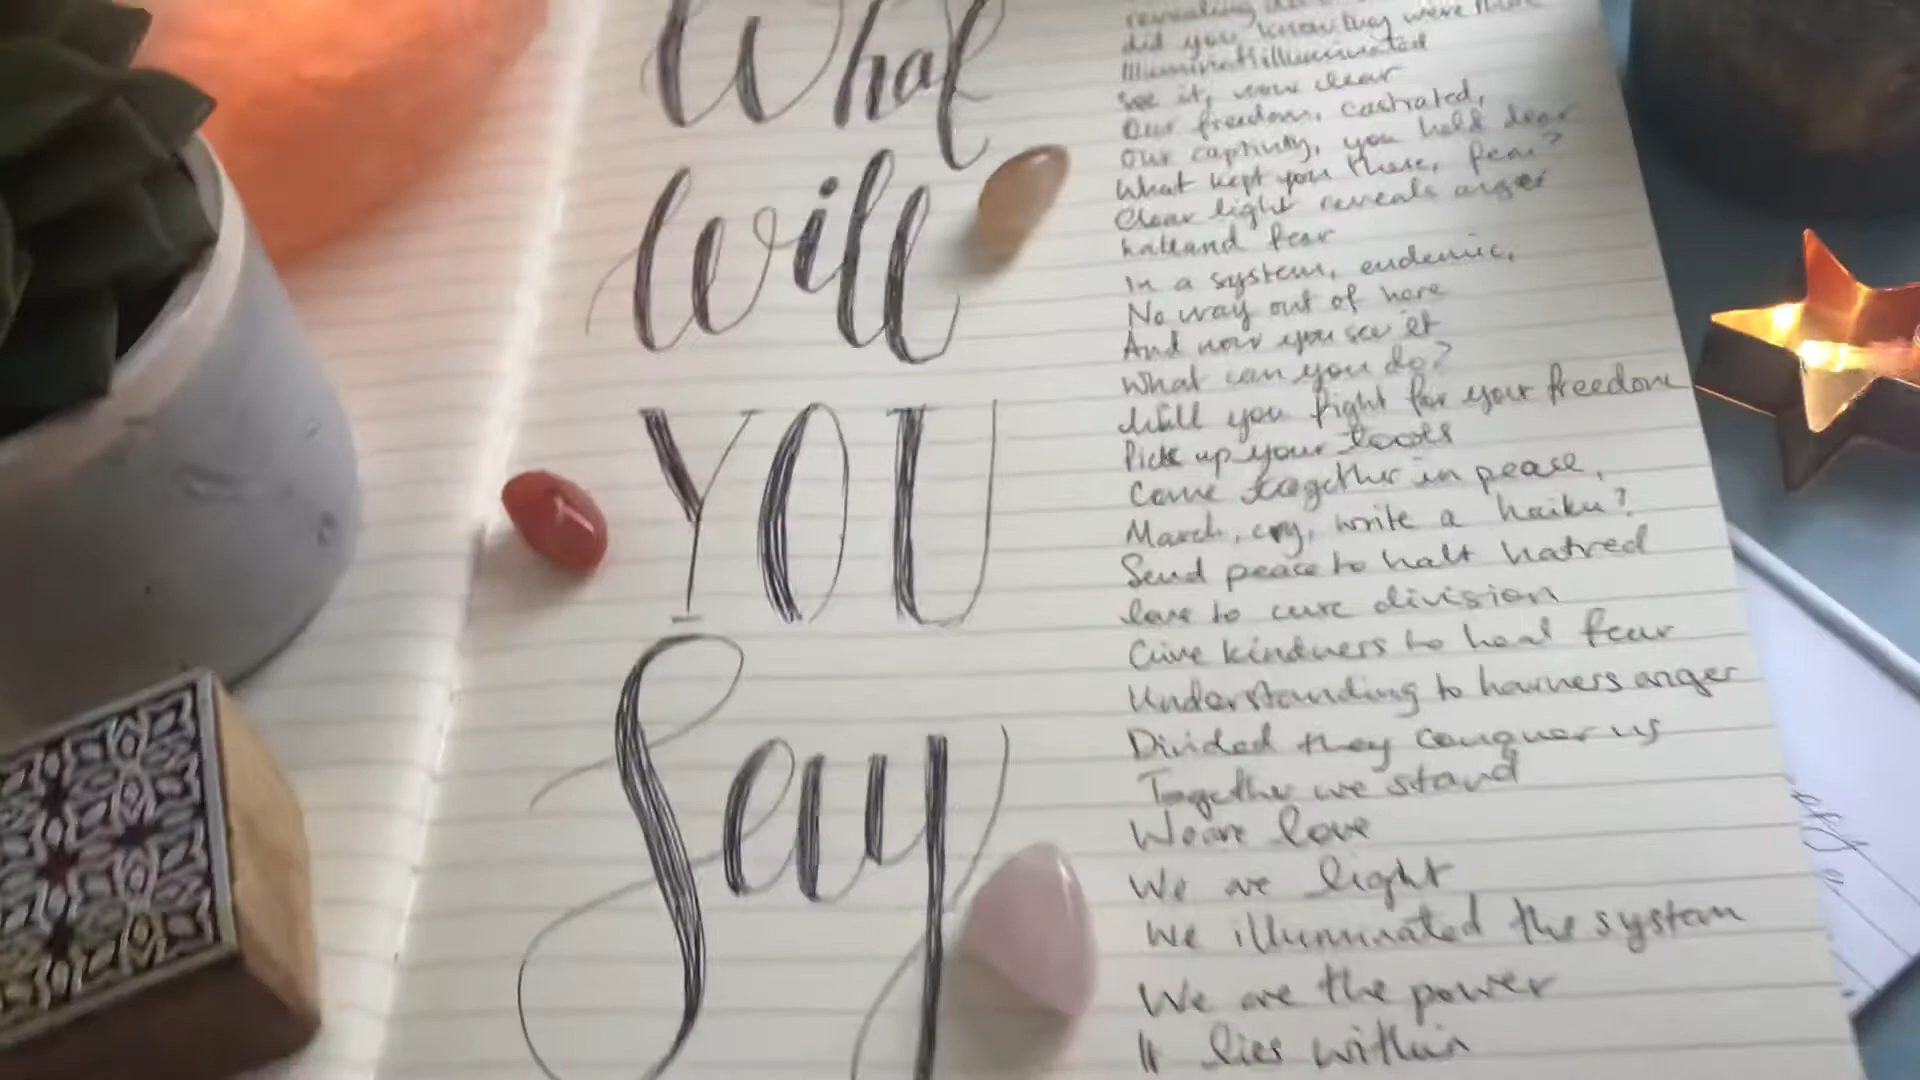 What
Will
YOU
Say
revealing
did you know they were
Illuminati illuminated
See it, now clear
Our freedom, castrated,
Our captivity, you held dear
What kept you there, fear?
Clear light reveals anger
hate and fear
In a system, endemic,
No way out of here
And now you see it
What can you do?
Will you fight for your freedom
Pick up your tools
Come together in peace,
March, cry, write a haiku?
Send peace to halt hatred
love to cure division
Give kindness to heal fear
Understanding to harness anger
Divided they conquer us
Together we stand
We are love
We are light
We illuminated the system
We are the power
It lies within